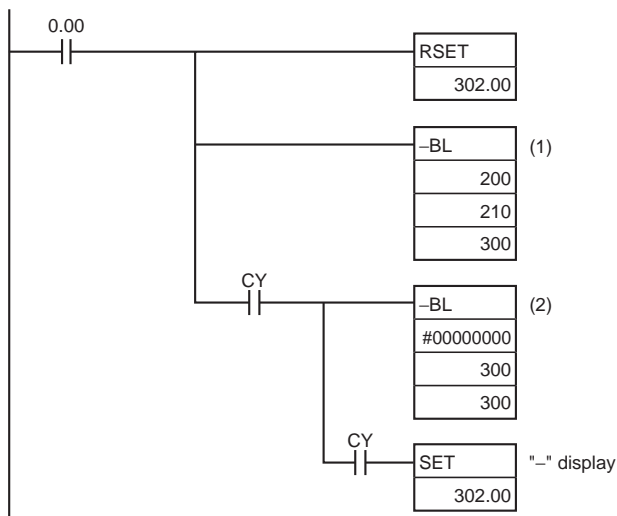 0.00
RSET
302.00
–BL (1)
200
210
300
CY
–BL (2)
#00000000
300
300
CY
SET "–" display
302.00